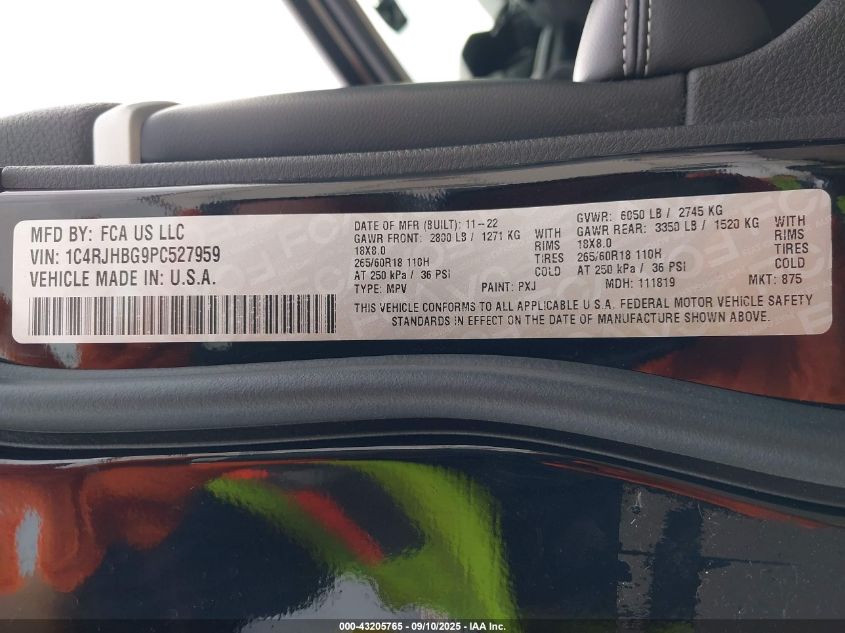 MFD BY: FCA US LLC
VIN: 1C4RJHBG9PC527959
VEHICLE MADE IN: U.S.A.
DATE OF MFR (BUILT): 11-22
GAWR FRONT: 2800 LB / 1271 KG WITH
18X8.0 RIMS
265/60R18 110H TIRES
AT 250 kPa / 36 PSI COLD
GVWR: 6050 LB / 2745 KG
GAWR REAR: 3350 LB / 1520 KG WITH
18X8.0 RIMS
265/60R18 110H TIRES
AT 250 kPa / 36 PSI COLD
TYPE: MPV PAINT: PXJ MDH: 111819 MKT: 875
THIS VEHICLE CONFORMS TO ALL APPLICABLE U.S.A. FEDERAL MOTOR VEHICLE SAFETY
STANDARDS IN EFFECT ON THE DATE OF MANUFACTURE SHOWN ABOVE.
000-43205765 - 09/10/2025 - IAA Inc.